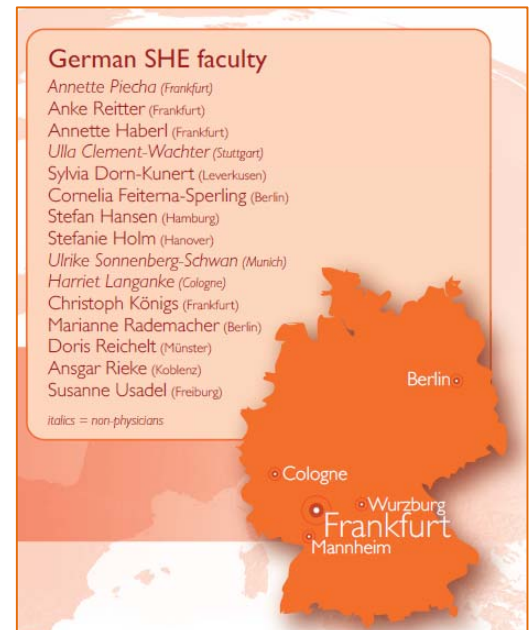 German SHE faculty
Annette Piecha (Frankfurt)
Anke Reitter (Frankfurt)
Annette Haberl (Frankfurt)
Ulla Clement-Wachter (Stuttgart)
Sylvia Dorn-Kunert (Leverkusen)
Cornelia Feiterna-Sperling (Berlin)
Stefan Hansen (Hamburg)
Stefanie Holm (Hanover)
Ulrike Sonnenberg-Schwan (Munich)
Harriet Langanke (Cologne)
Christoph Königs (Frankfurt)
Marianne Rademacher (Berlin)
Doris Reichelt (Münster)
Ansgar Rieke (Koblenz)
Susanne Usadel (Freiburg)
italics = non-physicians
Berlin
Cologne
Wurzburg
Frankfurt
Mannheim